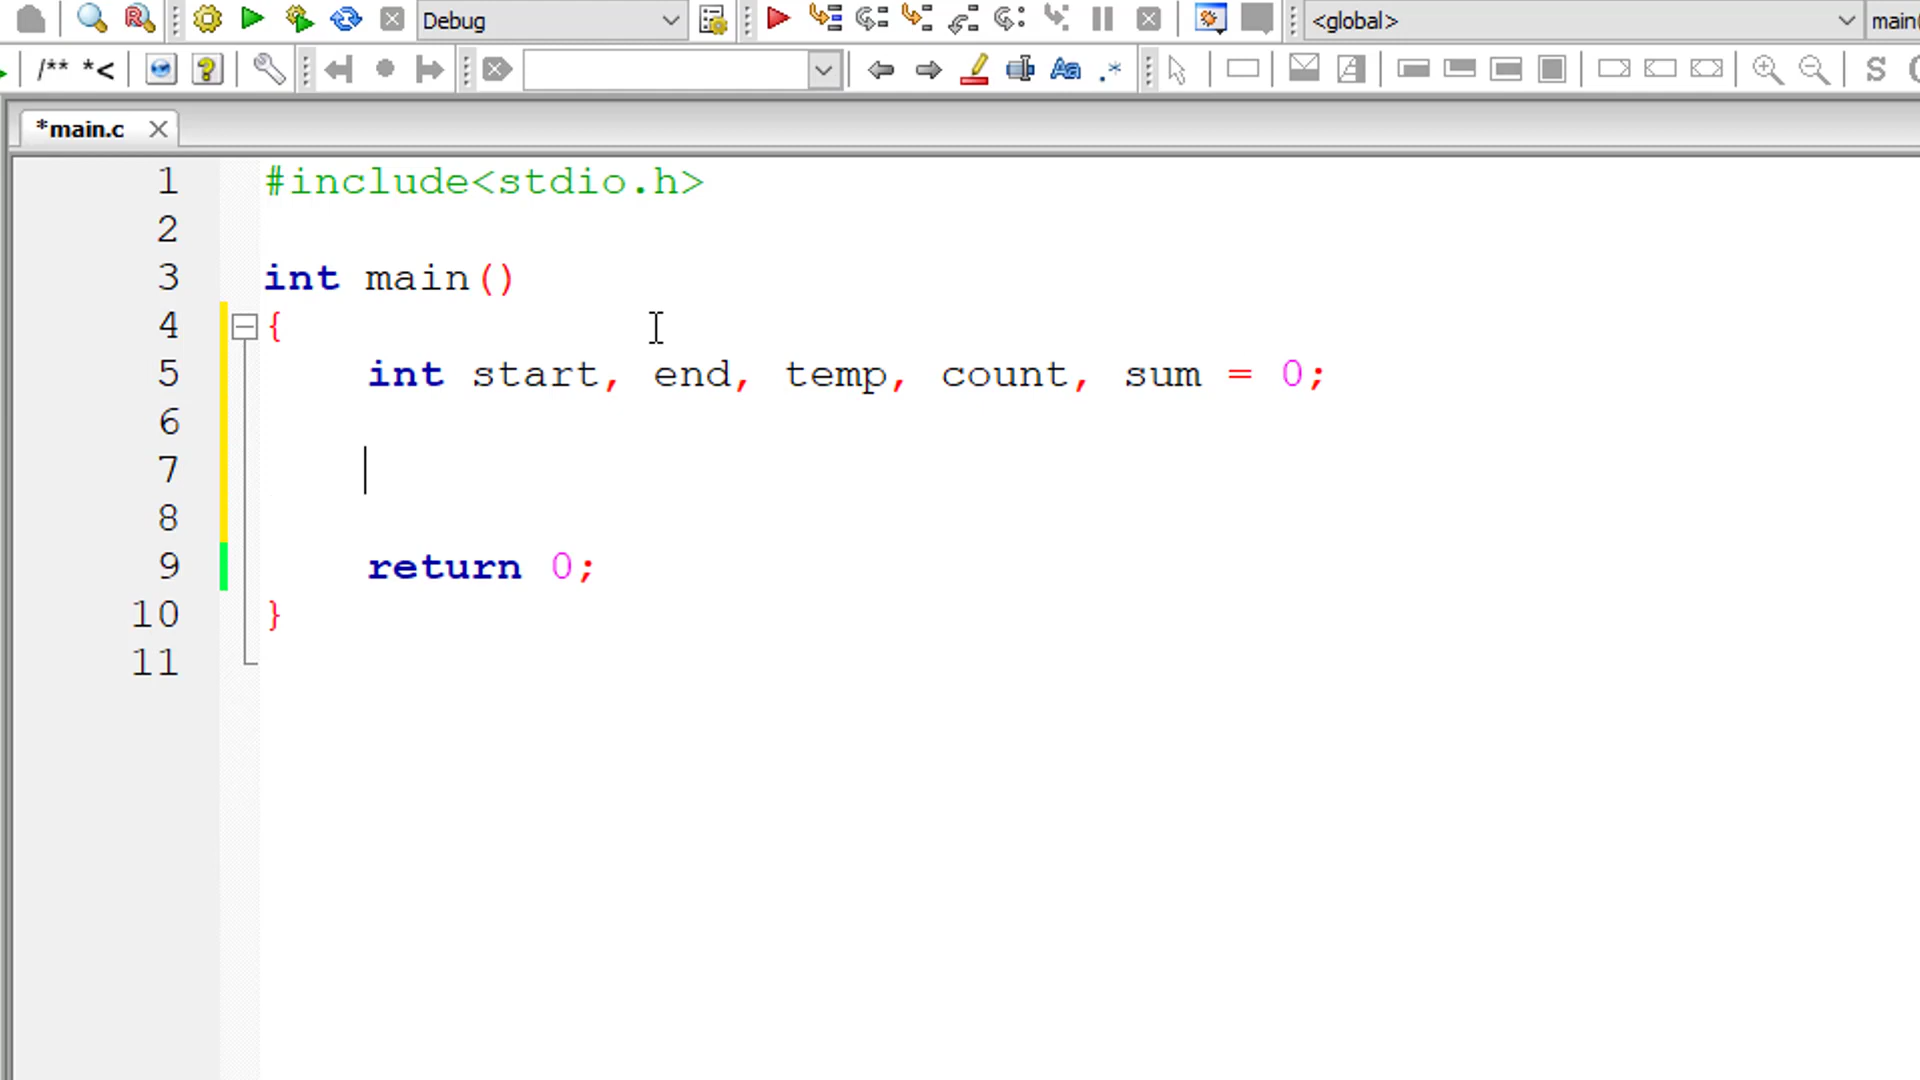 Debug
<global>
main(
/** *<
Aa .*
S
*main.c
1 #include<stdio.h>
2
3 int main()
4 {
5 int start, end, temp, count, sum = 0;
6
7
8
9 return 0;
10 }
11